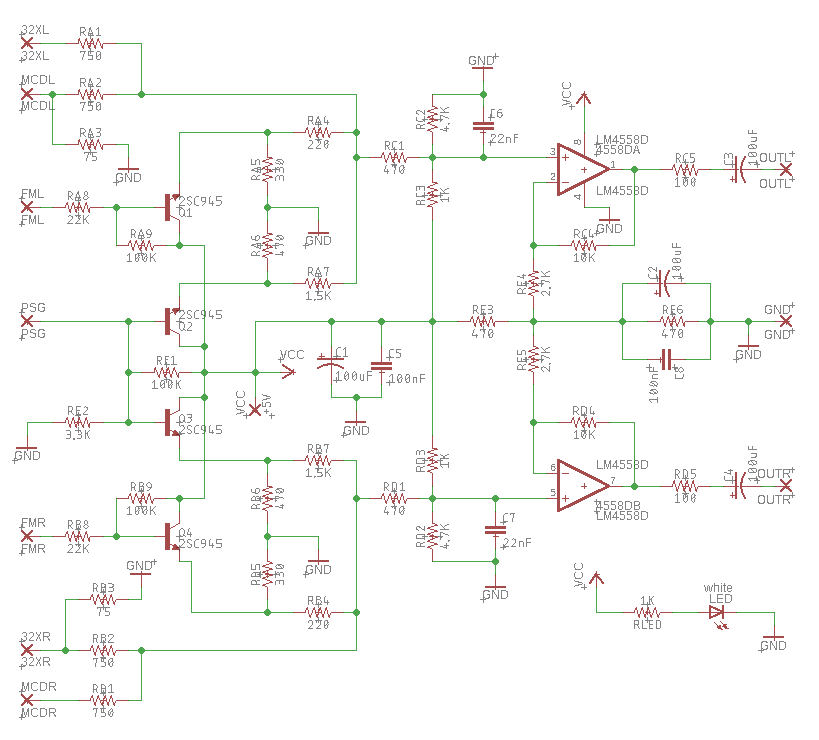 32XL
32XL
RA1
750
MCDL
MCDL
RA2
750
RA3
75
GND
FML
FML
RA8
22K
RA9
100K
2SC945
Q1
RA5
330
RA4
220
RA6
470
GND
RA7
1.5K
PSG
PSG
2SC945
Q2
RE1
100K
RE2
3.3K
GND
Q3
2SC945
VCC
VCC
+5V
C1
100uF
C5
100nF
GND
RB7
1.5K
RB9
100K
FMR
FMR
RB8
22K
Q4
2SC945
RB6
470
GND
RB5
330
RB4
220
GND
RB3
75
32XR
32XR
RB2
750
MCDR
MCDR
RB1
750
GND
RC2
4.7K
C6
22nF
RC1
470
RC3
1K
VCC
8
LM4558D
4558DA
3
2
1
4
LM4558D
GND
RC4
10K
RC5
100
C3
100uF
OUTL
OUTL
RE4
2.7K
RE3
470
RE5
2.7K
C2
100uF
RE6
470
100nF
C8
GND
GND
GND
RD4
10K
RD3
1K
RD1
470
RD2
4.7K
C7
22nF
GND
LM4558D
6
5
7
4558DB
LM4558D
RD5
100
C4
100uF
OUTR
OUTR
VCC
1K
RLED
white
LED
GND